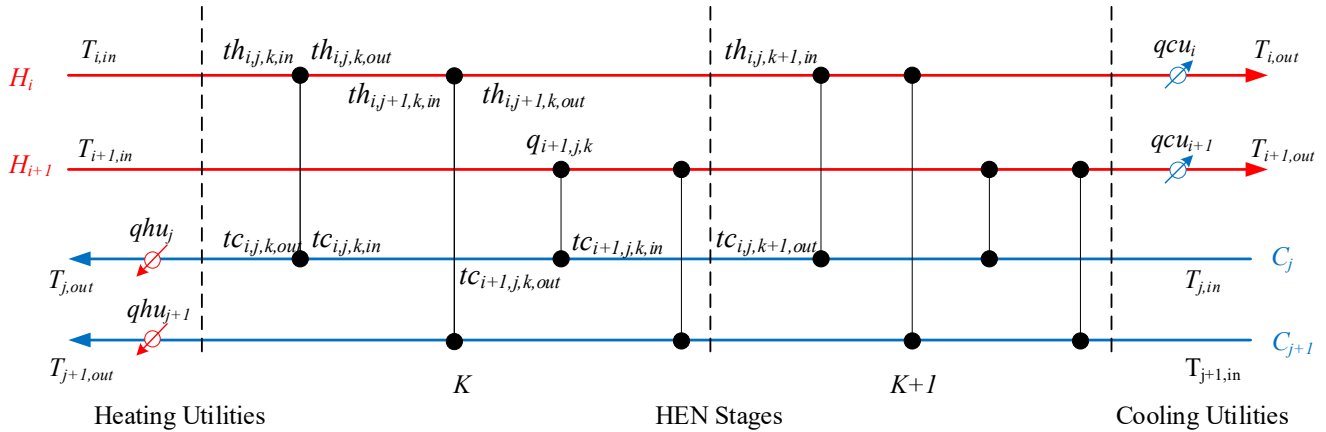 T_{i,in} th_{i,j,k,in} th_{i,j,k,out} th_{i,j,k+1,in} qcu_i T_{i,out}
H_i
th_{i,j+1,k,in} th_{i,j+1,k,out}
T_{i+1,in} q_{i+1,j,k} qcu_{i+1} T_{i+1,out}
H_{i+1}
qhu_j tc_{i,j,k,out} tc_{i,j,k,in} tc_{i+1,j,k,in} tc_{i,j,k+1,out} C_j
T_{j,out} tc_{i+1,j,k,out} T_{j,in}
qhu_{j+1} C_{j+1}
T_{j+1,out} K K+1 T_{j+1,in}
Heating Utilities HEN Stages Cooling Utilities